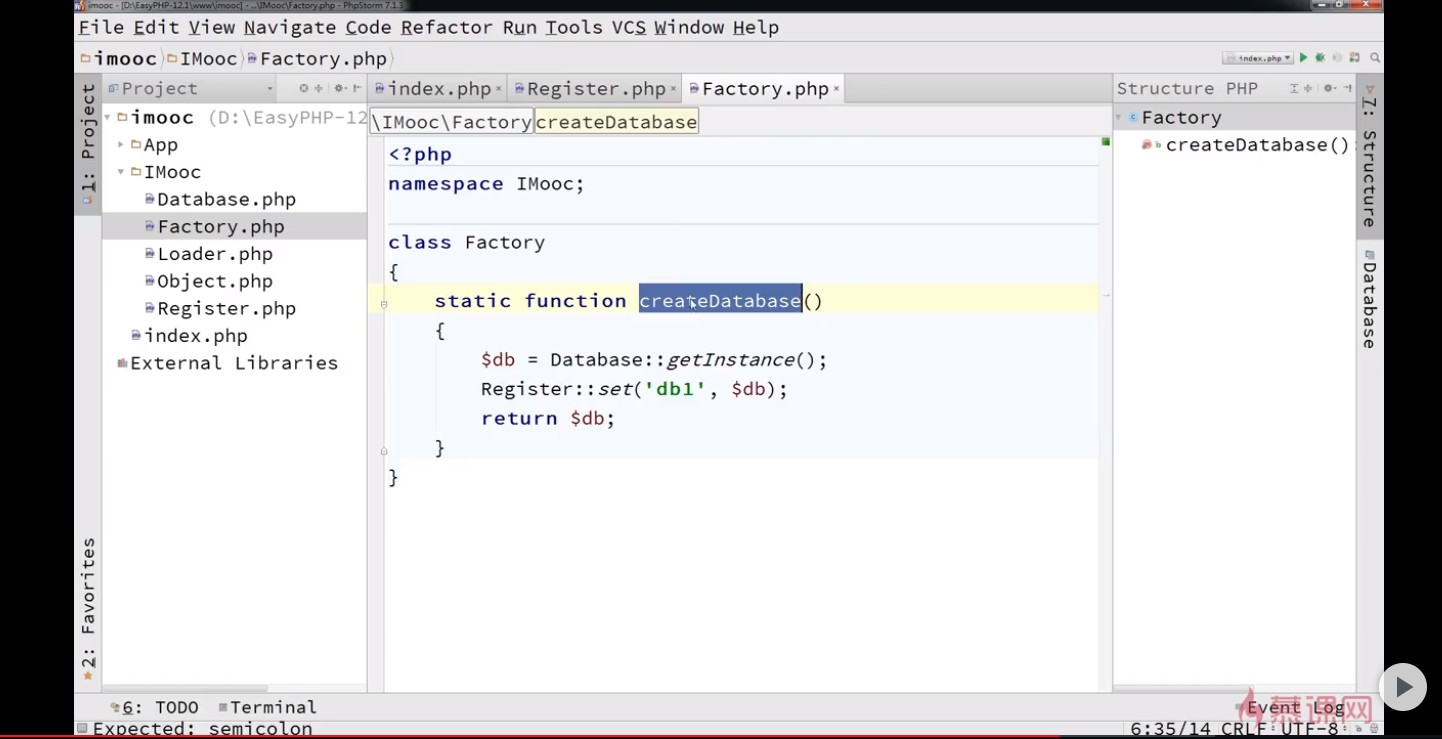 imooc - [D:\EasyPHP-12.1\www\imooc] - ...\IMooc\Factory.php - PhpStorm 7.1.3
File Edit View Navigate Code Refactor Run Tools VCS Window Help
imooc IMooc Factory.php
index.php
1: Project
Project
index.php Register.php Factory.php
Structure PHP
7: Structure
Database
imooc (D:\EasyPHP-12
App
IMooc
Database.php
Factory.php
Loader.php
Object.php
Register.php
index.php
External Libraries
\IMooc\Factory createDatabase
<?php
namespace IMooc;
class Factory
{
static function createDatabase()
{
$db = Database::getInstance();
Register::set('db1', $db);
return $db;
}
}
Factory
createDatabase()
2: Favorites
6: TODO Terminal
Event Log
慕课网
Expected: semicolon
6:35/14 CRLF UTF-8